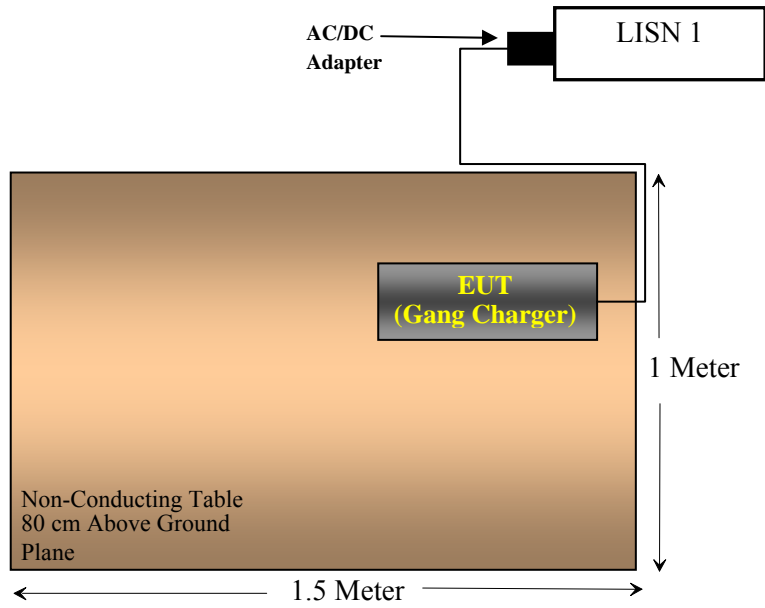 AC/DC
Adapter
LISN 1
EUT
(Gang Charger)
1 Meter
Non-Conducting Table
80 cm Above Ground
Plane
1.5 Meter